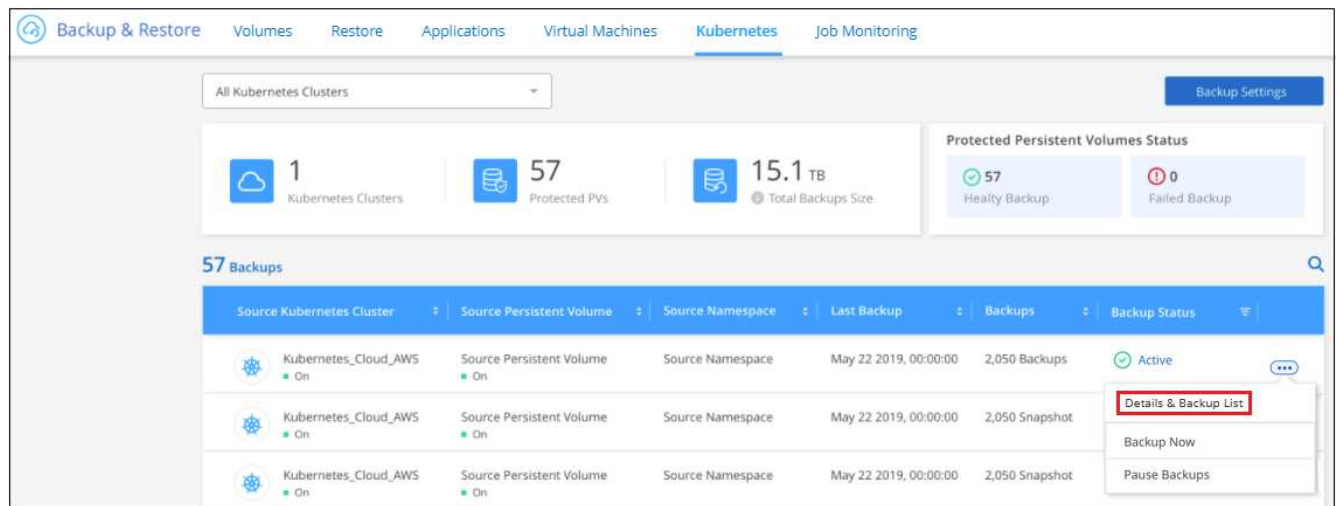 Backup & Restore Volumes Restore Applications Virtual Machines Kubernetes Job Monitoring
All Kubernetes Clusters Backup Settings
Protected Persistent Volumes Status
1 57 15.1 TB 57 0
Kubernetes Clusters Protected PVs Total Backups Size Healty Backup Failed Backup
57 Backups
Source Kubernetes Cluster Source Persistent Volume Source Namespace Last Backup Backups Backup Status
Kubernetes_Cloud_AWS Source Persistent Volume Source Namespace May 22 2019, 00:00:00 2,050 Backups Active
On On
Details & Backup List
Kubernetes_Cloud_AWS Source Persistent Volume Source Namespace May 22 2019, 00:00:00 2,050 Snapshot
On On
Backup Now
Kubernetes_Cloud_AWS Source Persistent Volume Source Namespace May 22 2019, 00:00:00 2,050 Snapshot Pause Backups
On On